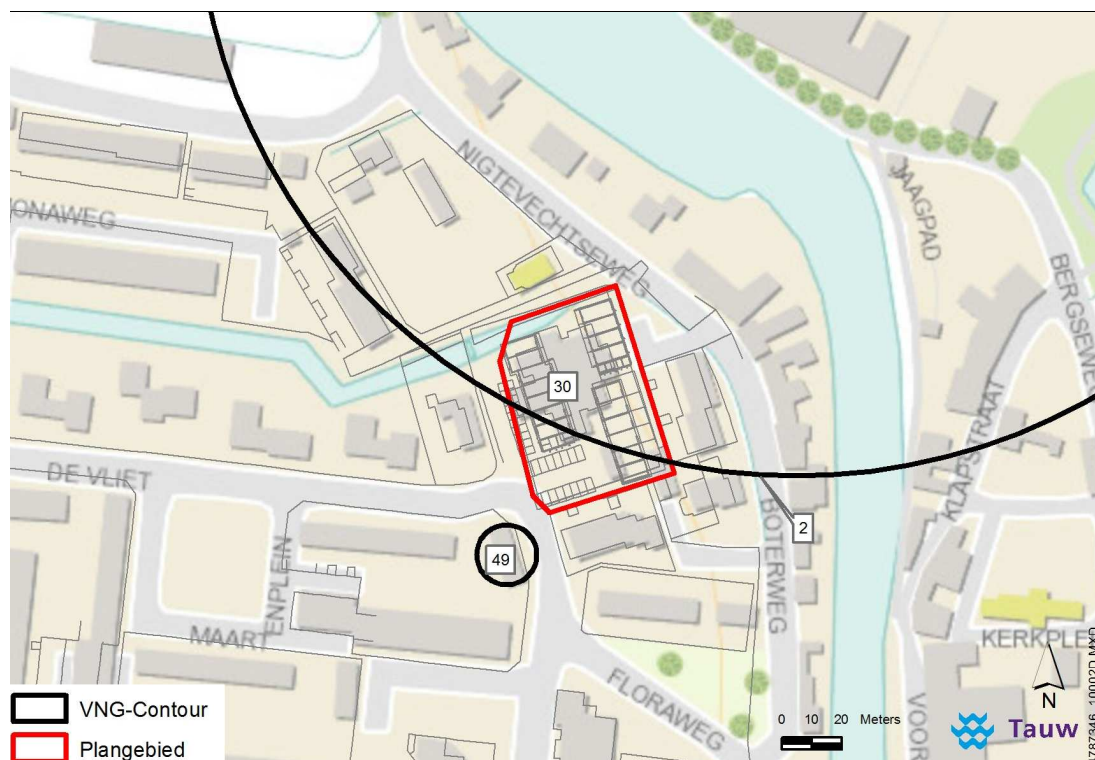 NIGTEVECHTSEWEG
JAAGPAD
BERGSEWEG
ONAWEG
30
DE VLIET
KLAPSTRAAT
2
49
BOTERWEG
ENPLEIN
MAART
KERKPLE
FLORAWEG
VOOR
N
0 10 20 Meters
Tauw
VNG-Contour
Plangebied